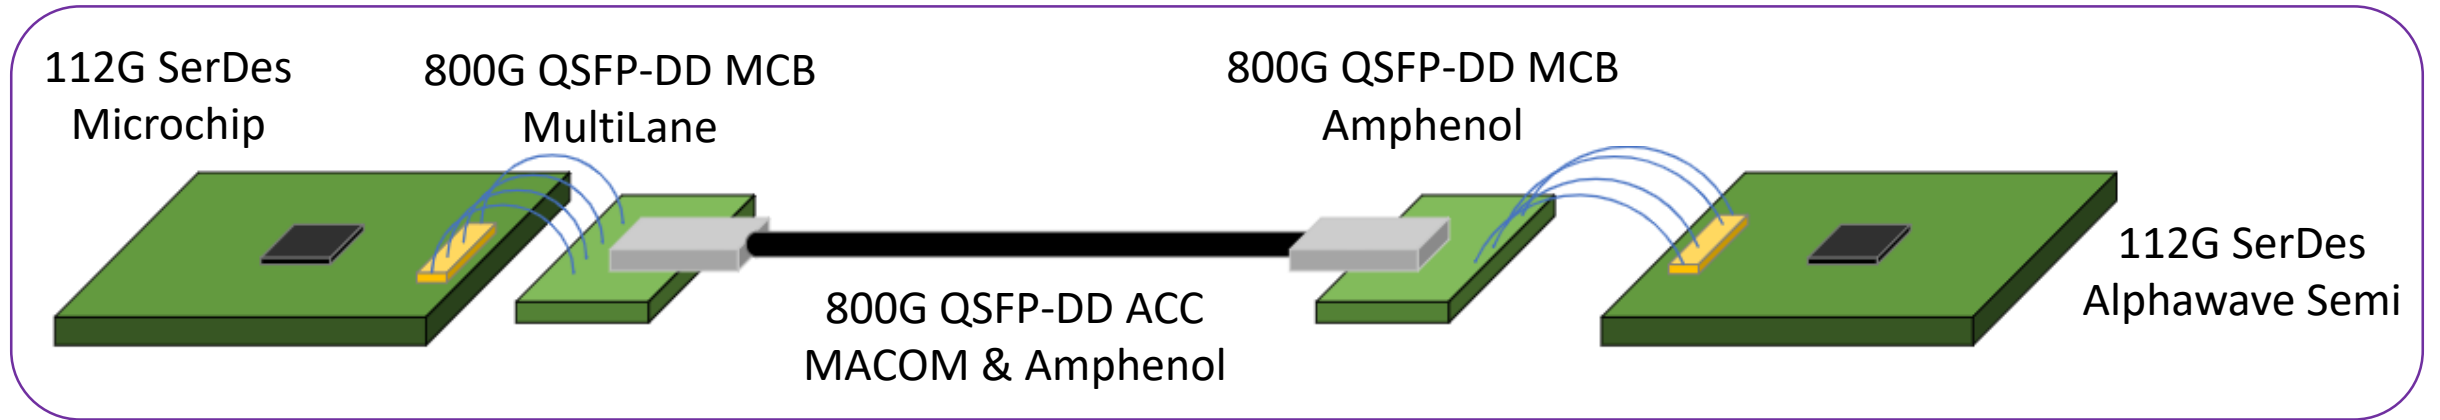 112G SerDes
Microchip
800G QSFP-DD MCB
MultiLane
800G QSFP-DD MCB
Amphenol
800G QSFP-DD ACC
MACOM & Amphenol
112G SerDes
Alphawave Semi